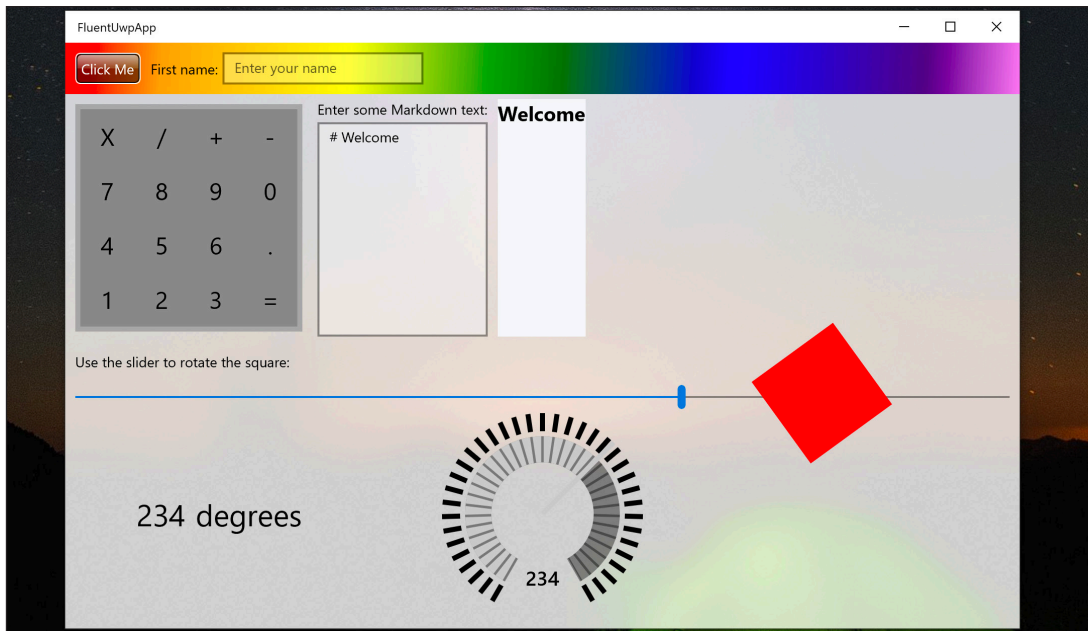 FluentUwpApp
Click Me First name: Enter your name
X / + -
7 8 9 0
4 5 6 .
1 2 3 =
Enter some Markdown text:
# Welcome
Welcome
Use the slider to rotate the square:
234 degrees
234